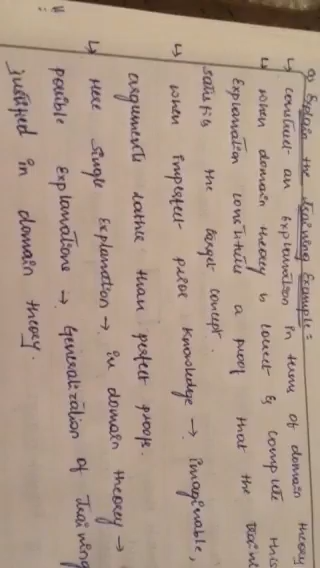 a) Explain the Training Example:
↳ construct an explanation in terms of domain theory
↳ when domain theory is correct & complete this
explanation constitutes a proof that the traine
satisfies the target concept.
↳ when imperfect prior knowledge → imaginable,
arguments rather than perfect proofs.
↳ Here single explanation → in domain theory →
possible explanations → Generalization of training
justified in domain theory.